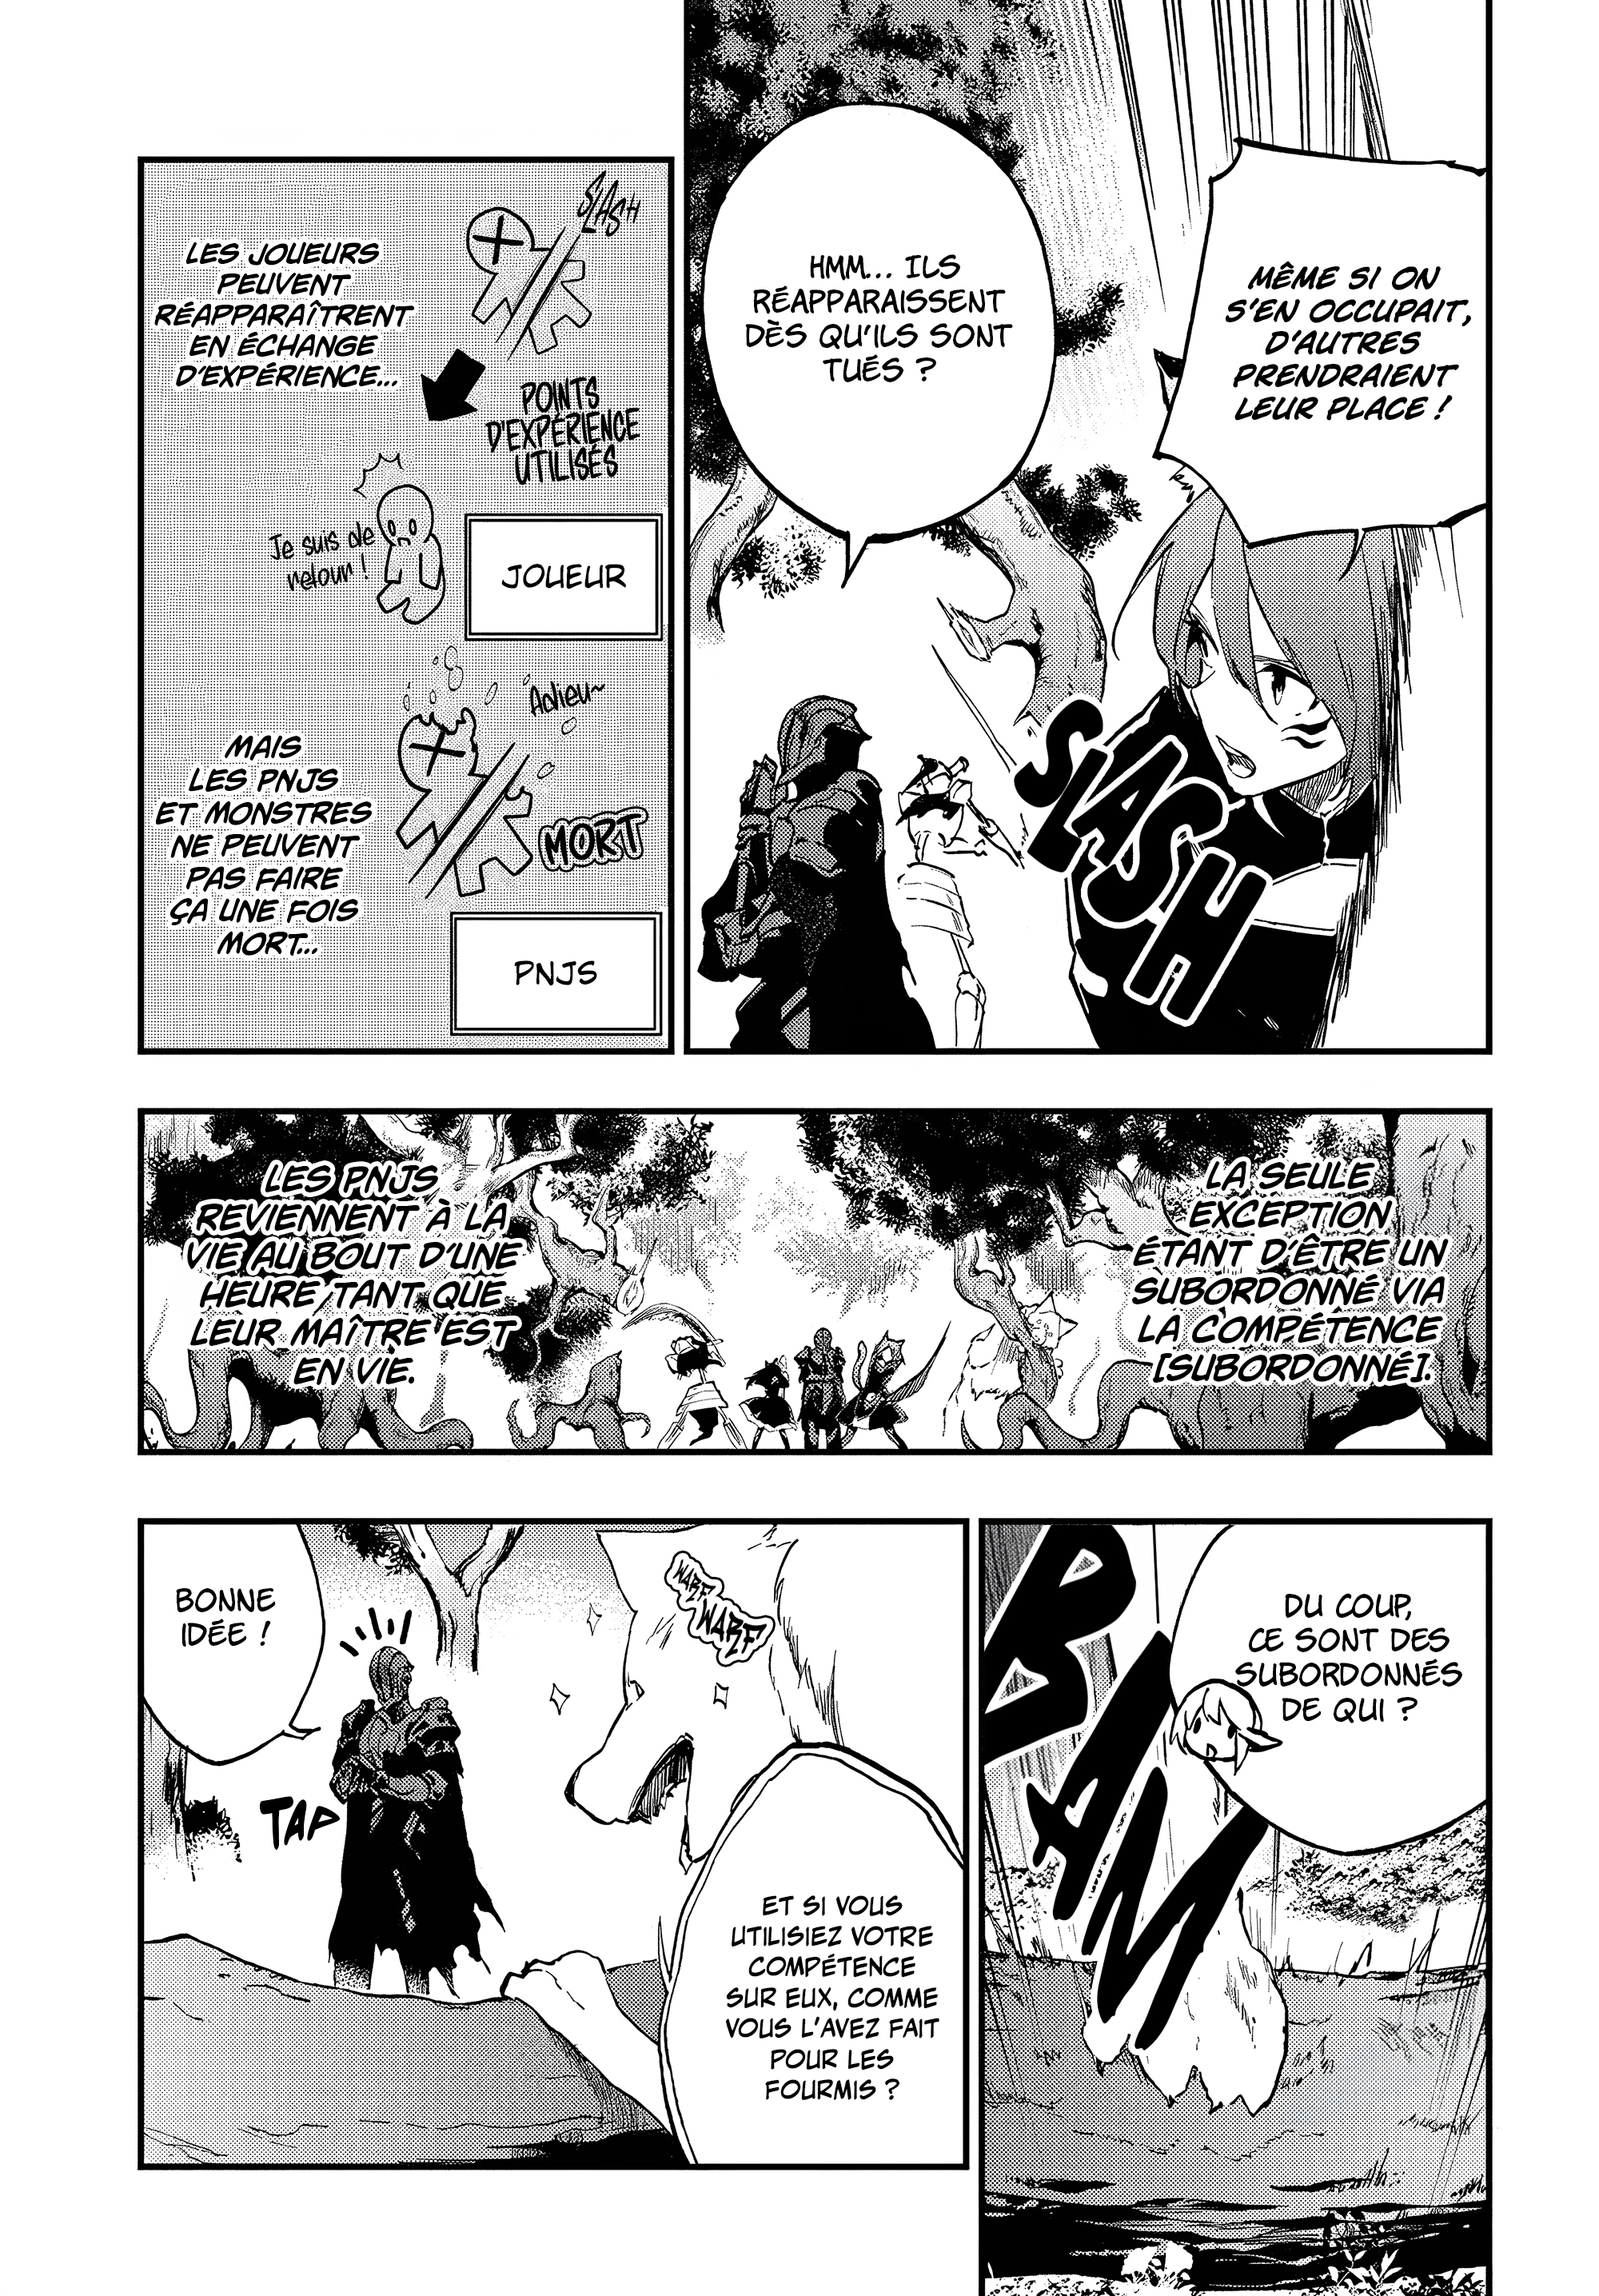 MÊME SI ON
S'EN OCCUPAIT,
D'AUTRES
PRENDRAIENT
LEUR PLACE !
HMM... ILS
RÉAPPARAISSENT
DÈS QU'ILS SONT
TUÉS ?
SLASH
SLASH
LES JOUEURS
PEUVENT
RÉAPPARAÎTRENT
EN ÉCHANGE
D'EXPÉRIENCE...
POINTS
D'EXPÉRIENCE
UTILISÉS
Je suis de
retour !
JOUEUR
Adieu~
MAIS
LES PNJS
ET MONSTRES
NE PEUVENT
PAS FAIRE
ÇA UNE FOIS
MORT...
MORT
PNJS
LA SEULE
EXCEPTION
ÉTANT D'ÊTRE UN
SUBORDONNÉ VIA
LA COMPÉTENCE
[SUBORDONNÉ].
LES PNJS
REVIENNENT À LA
VIE AU BOUT D'UNE
HEURE, TANT QUE
LEUR MAÎTRE EST
EN VIE.
DU COUP,
CE SONT DES
SUBORDONNÉS
DE QUI ?
BAM
WARF
WARF
ET SI VOUS
UTILISIEZ VOTRE
COMPÉTENCE
SUR EUX, COMME
VOUS L'AVEZ FAIT
POUR LES
FOURMIS ?
BONNE
IDÉE !
TAP